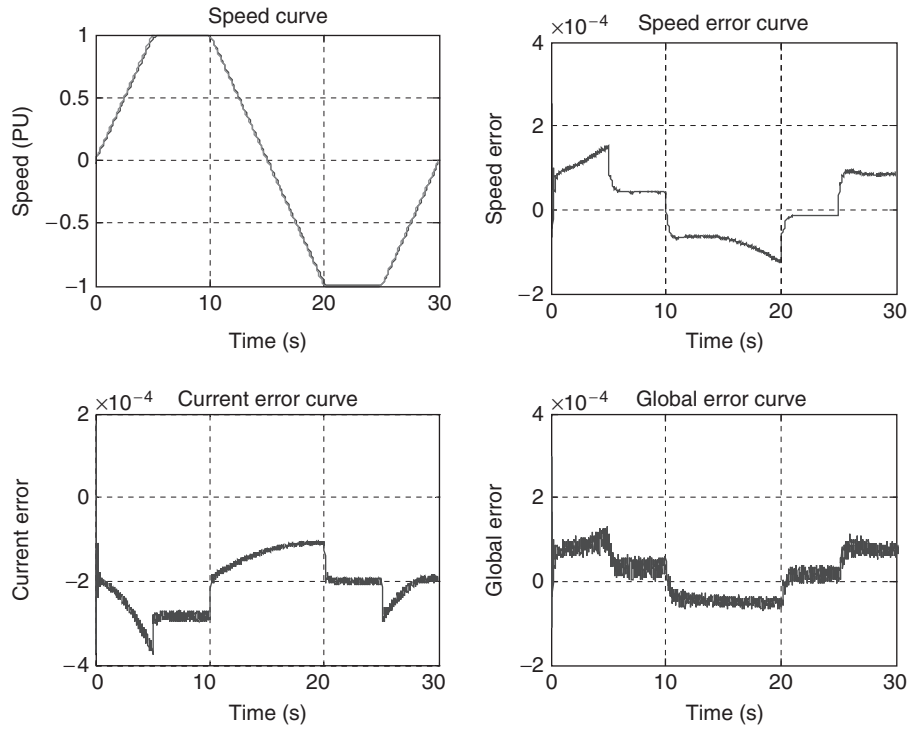 Speed curve
1
0.5
0
−0.5
−1
Speed (PU)
0 10 20 30
Time (s)
×10−4 Speed error curve
4
2
0
−2
Speed error
0 10 20 30
Time (s)
×10−4 Current error curve
2
0
−2
−4
Current error
0 10 20 30
Time (s)
×10−4 Global error curve
4
2
0
−2
Global error
0 10 20 30
Time (s)